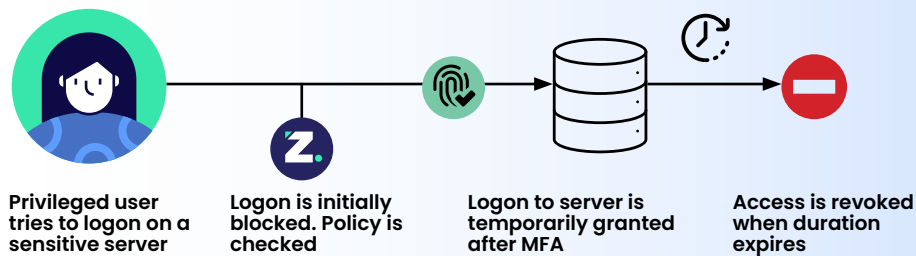 Z.
Privileged user
tries to logon on a
sensitive server
Logon is initially
blocked. Policy is
checked
Logon to server is
temporarily granted
after MFA
Access is revoked
when duration
expires